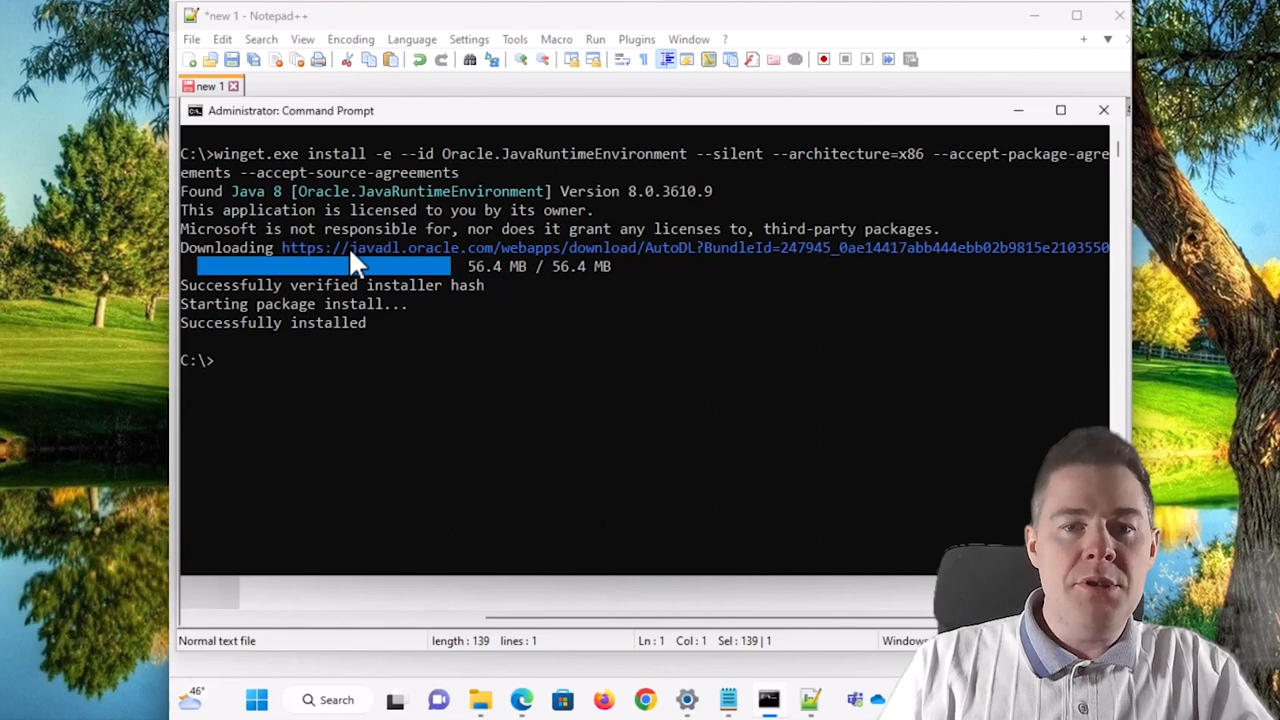 *new 1 - Notepad++
File Edit Search View Encoding Language Settings Tools Macro Run Plugins Window ?
new 1
Administrator: Command Prompt
C:\>winget.exe install -e --id Oracle.JavaRuntimeEnvironment --silent --architecture=x86 --accept-package-agre
ements --accept-source-agreements
Found Java 8 [Oracle.JavaRuntimeEnvironment] Version 8.0.3610.9
This application is licensed to you by its owner.
Microsoft is not responsible for, nor does it grant any licenses to, third-party packages.
Downloading https://javadl.oracle.com/webapps/download/AutoDL?BundleId=247945_0ae14417abb444ebb02b9815e2103550
56.4 MB / 56.4 MB
Successfully verified installer hash
Starting package install...
Successfully installed
C:\>
Normal text file length : 139 lines : 1 Ln : 1 Col : 1 Sel : 139 | 1 Windows
46° Search